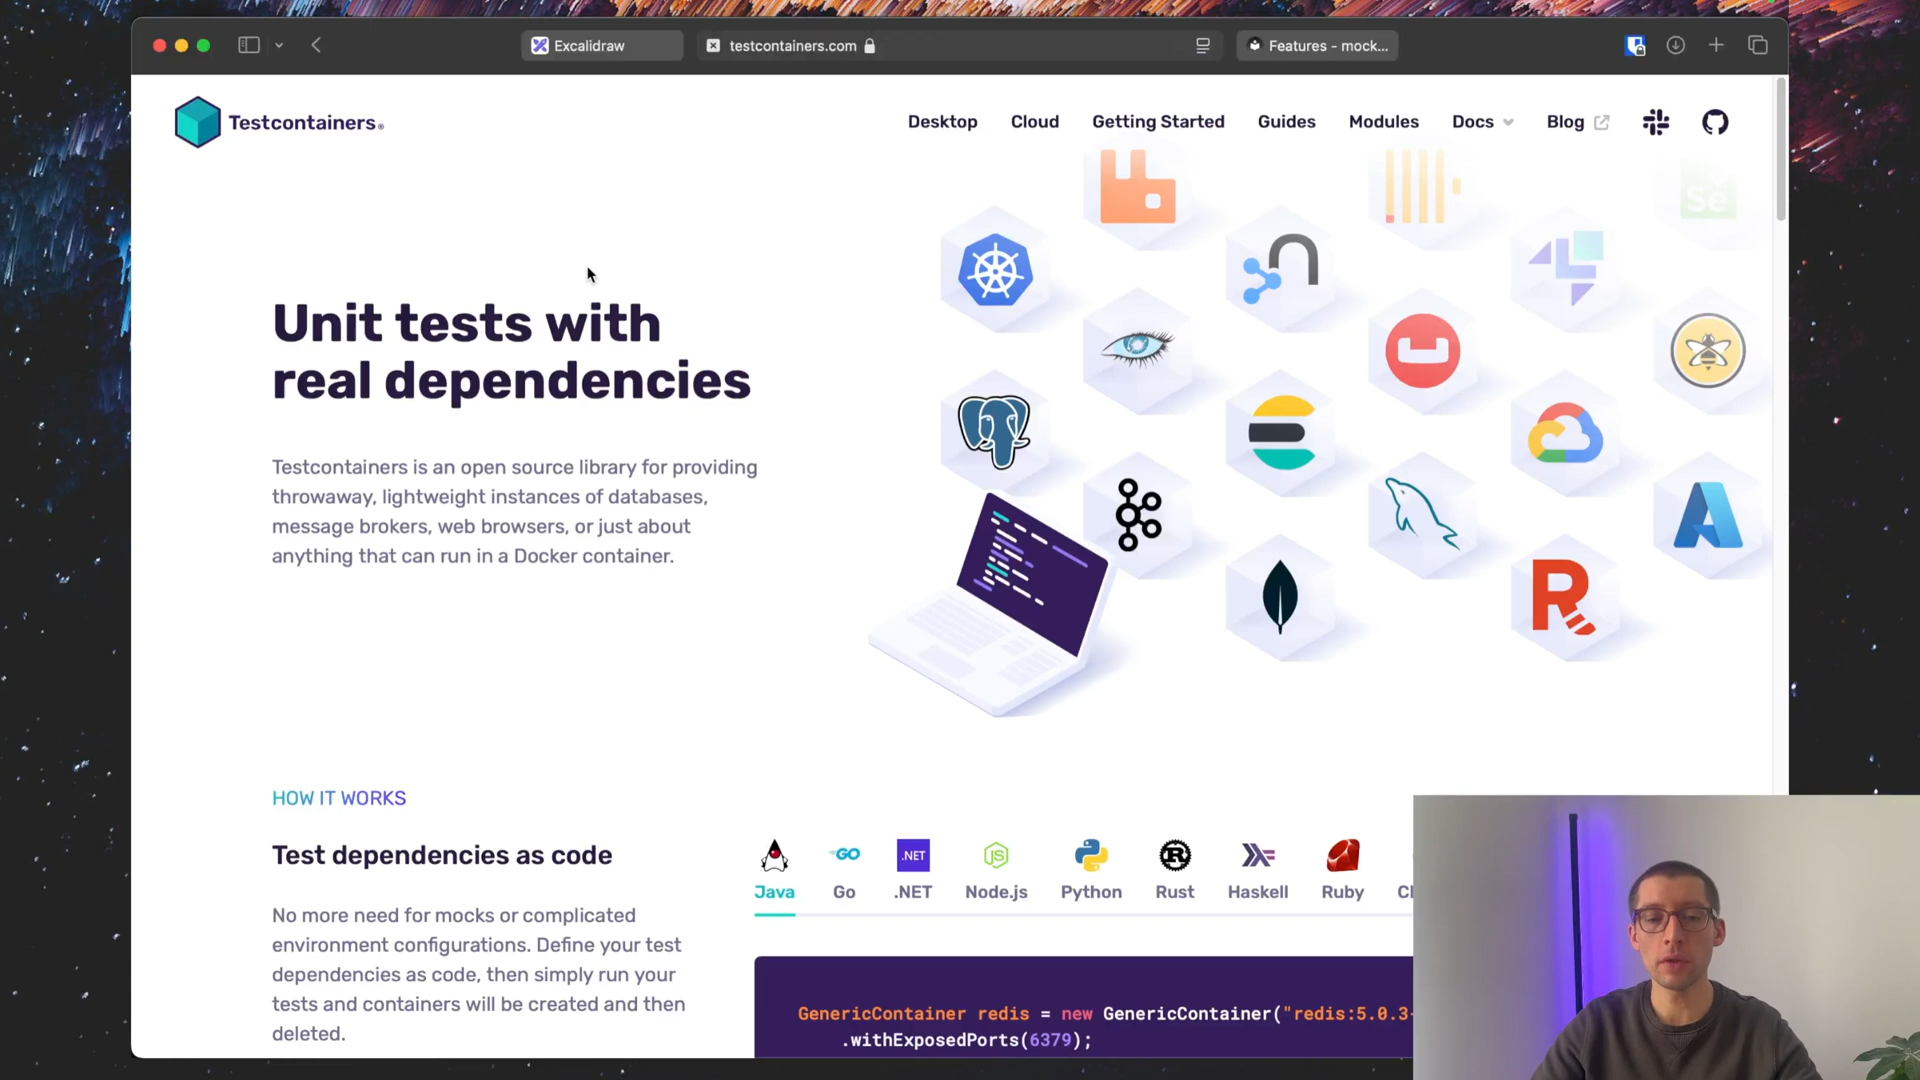 Excalidraw
testcontainers.com
Features - mock...
Testcontainers®
Desktop
Cloud
Getting Started
Guides
Modules
Docs
Blog
Se
Unit tests with
real dependencies
Testcontainers is an open source library for providing
throwaway, lightweight instances of databases,
message brokers, web browsers, or just about
anything that can run in a Docker container.
HOW IT WORKS
Test dependencies as code
No more need for mocks or complicated
environment configurations. Define your test
dependencies as code, then simply run your
tests and containers will be created and then
deleted.
GO
.NET
JS
R
Java
Go
.NET
Node.js
Python
Rust
Haskell
Ruby
GenericContainer redis = new GenericContainer("redis:5.0.3-
.withExposedPorts(6379);